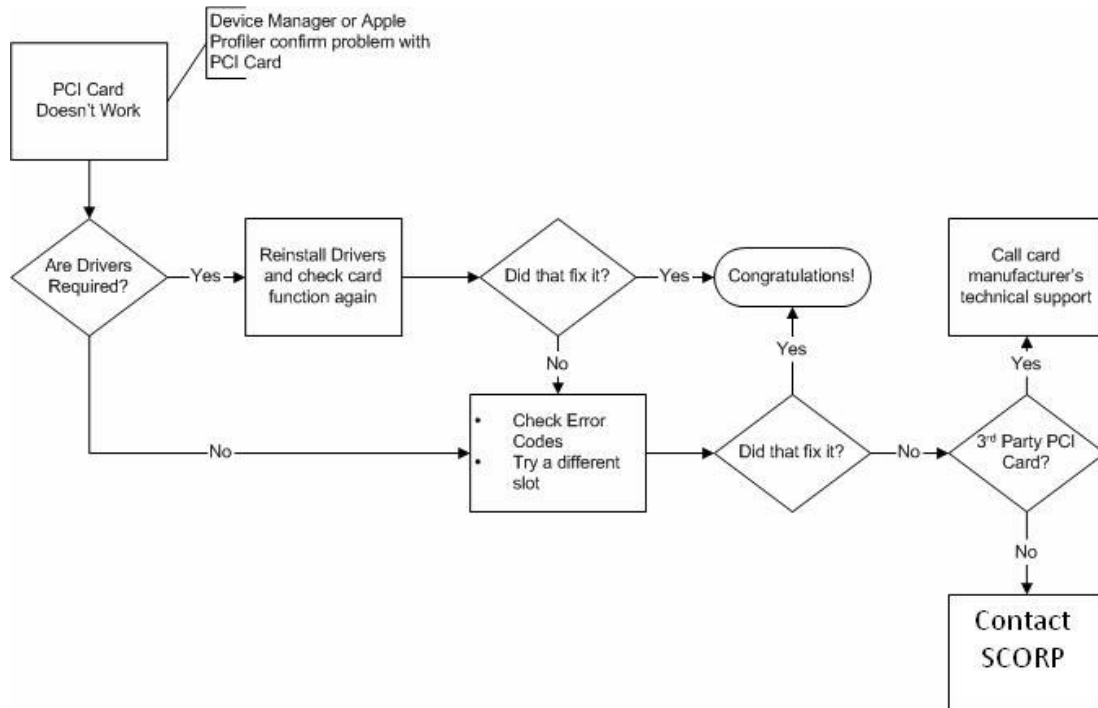 Device Manager or Apple
Profiler confirm problem with
PCI Card
PCI Card
Doesn't Work
Are Drivers
Required?
Yes
Reinstall Drivers
and check card
function again
Did that fix it?
Yes
Congratulations!
Call card
manufacturer's
technical support
No
Yes
Yes
No
• Check Error
Codes
• Try a different
slot
Did that fix it?
No
3rd Party PCI
Card?
No
Contact
SCORP